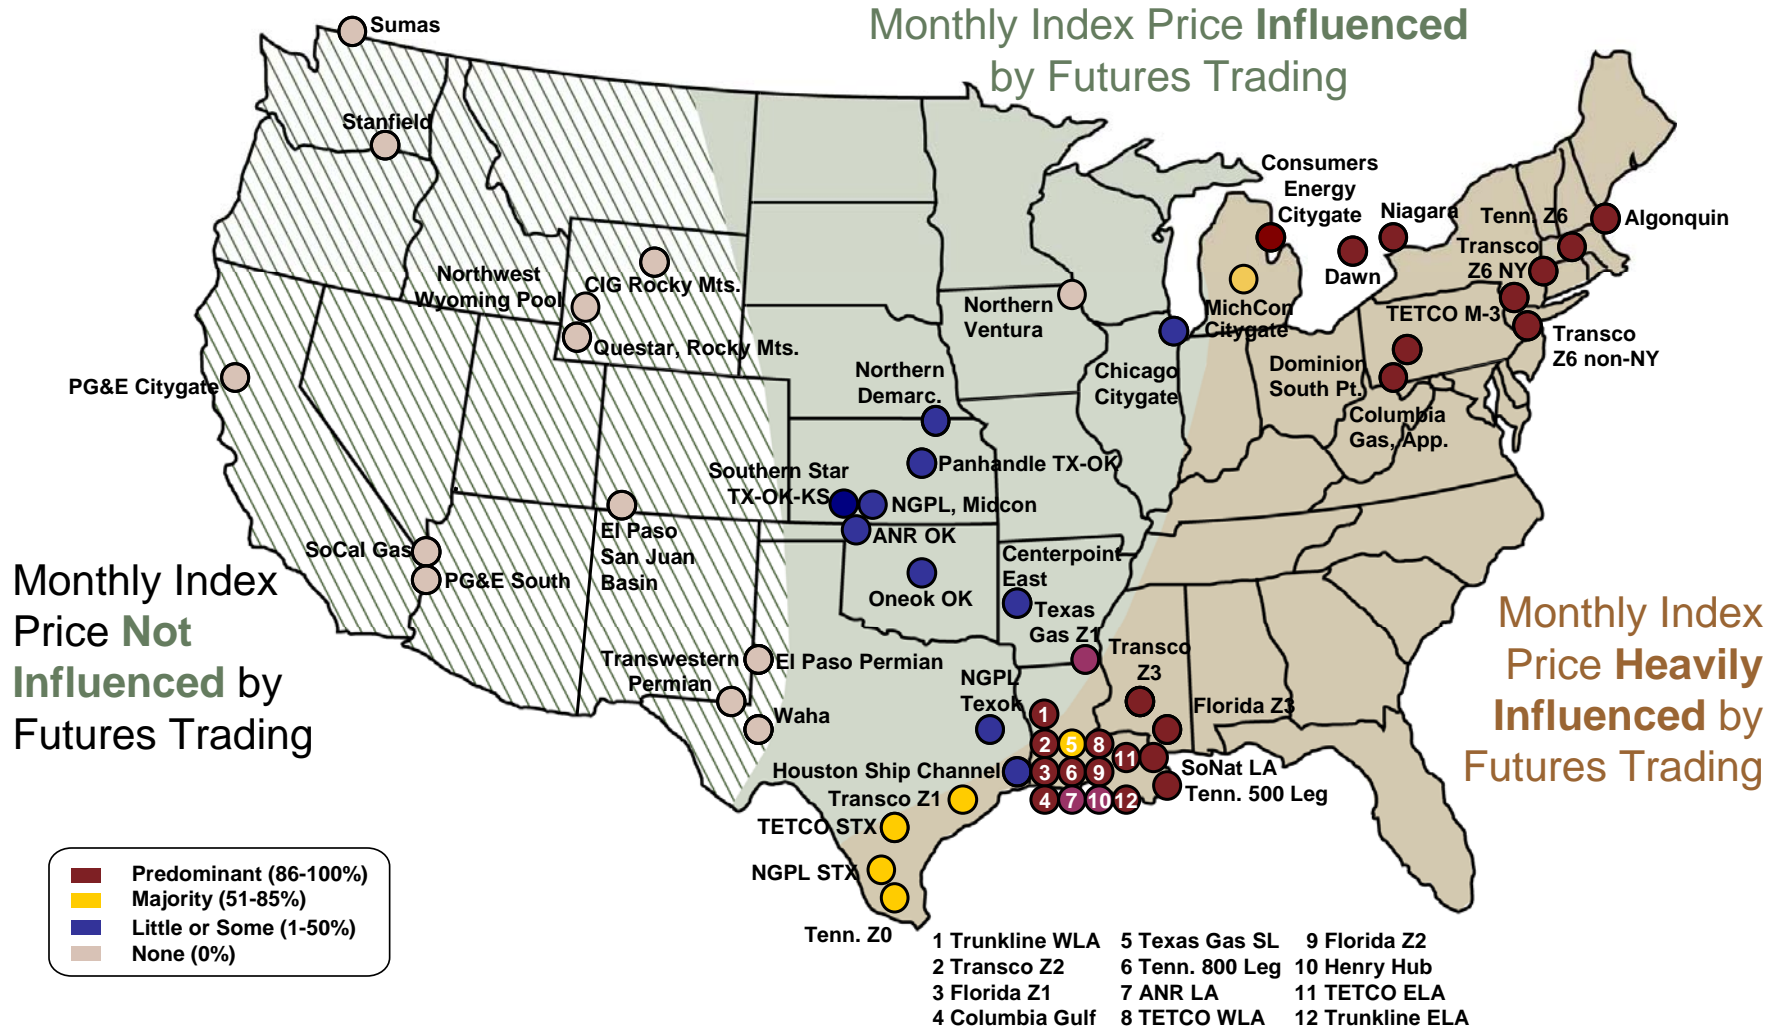 Monthly Index Price Influenced
by Futures Trading
Sumas
Stanfield
Consumers
Energy
Citygate
Niagara
Tenn. Z6
Algonquin
Transco
Z6 NY
Dawn
Northwest
Wyoming Pool
CIG Rocky Mts.
Northern
Ventura
MichCon
Citygate
TETCO M-3
Transco
Z6 non-NY
Questar, Rocky Mts.
PG&E Citygate
Northern
Demarc.
Chicago
Citygate
Dominion
South Pt.
Columbia
Gas, App.
Southern Star
TX-OK-KS
Panhandle TX-OK
NGPL, Midcon
ANR OK
El Paso
San Juan
Basin
SoCal Gas
PG&E South
Centerpoint
East
Oneok OK
Texas
Gas Z1
Monthly Index
Price Not
Influenced by
Futures Trading
Monthly Index
Price Heavily
Influenced by
Futures Trading
Transwestern
Permian
El Paso Permian
Waha
NGPL
Texok
Transco
Z3
Florida Z3
1
2 5 8
11
3 6 9
4 7 10 12
Houston Ship Channel
SoNat LA
Tenn. 500 Leg
Transco Z1
TETCO STX
NGPL STX
Tenn. Z0
Predominant (86-100%)
Majority (51-85%)
Little or Some (1-50%)
None (0%)
1 Trunkline WLA 5 Texas Gas SL 9 Florida Z2
2 Transco Z2 6 Tenn. 800 Leg 10 Henry Hub
3 Florida Z1 7 ANR LA 11 TETCO ELA
4 Columbia Gulf 8 TETCO WLA 12 Trunkline ELA